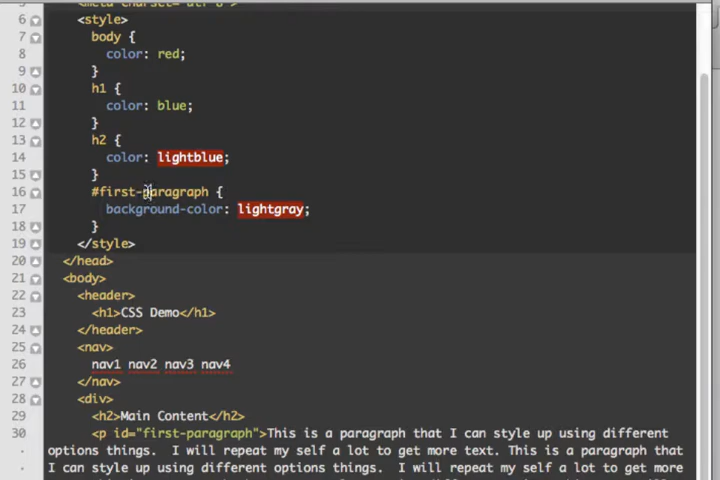 <meta charset="utf-8">
6 <style>
7 body {
8 color: red;
9 }
10 h1 {
11 color: blue;
12 }
13 h2 {
14 color: lightblue;
15 }
16 #first-paragraph {
17 background-color: lightgray;
18 }
19 </style>
20 </head>
21 <body>
22 <header>
23 <h1>CSS Demo</h1>
24 </header>
25 <nav>
26 nav1 nav2 nav3 nav4
27 </nav>
28 <div>
29 <h2>Main Content</h2>
30 <p id="first-paragraph">This is a paragraph that I can style up using different
options things. I will repeat my self a lot to get more text. This is a paragraph that
I can style up using different options things. I will repeat my self a lot to get more